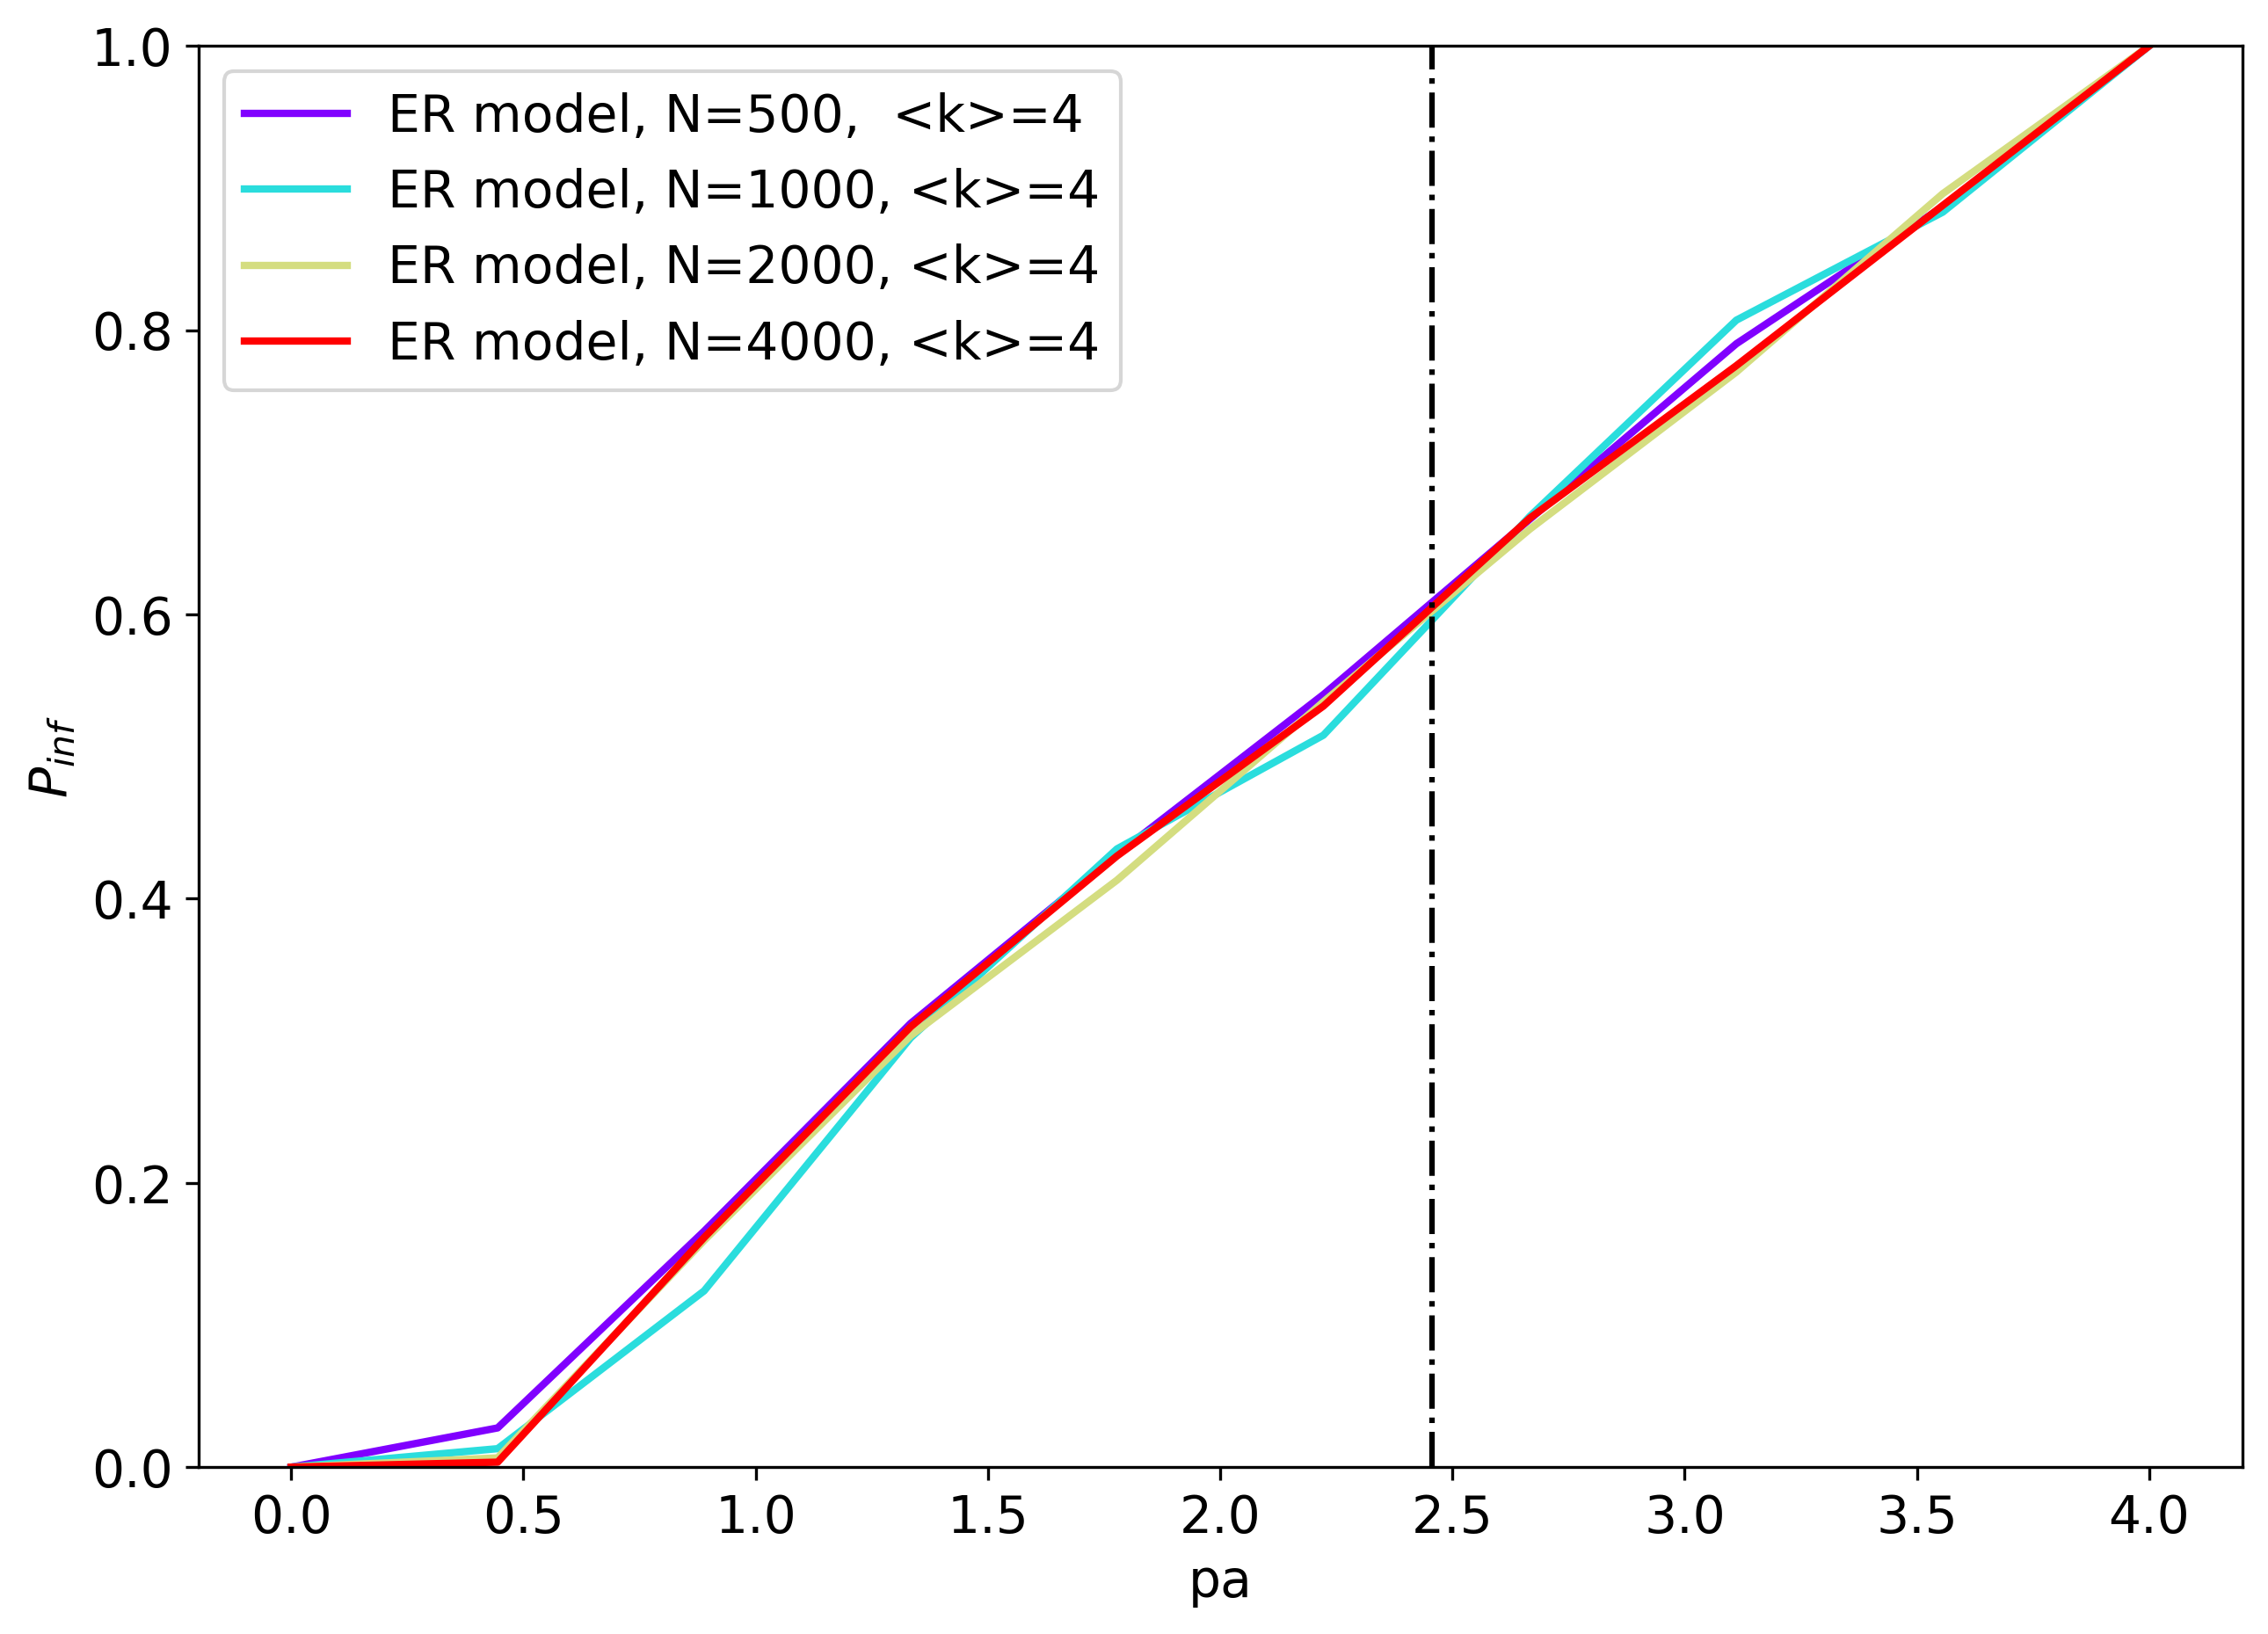 1.0
0.8
0.6
0.4
0.2
0.0
P_inf
ER model, N=500,  <k>=4
ER model, N=1000, <k>=4
ER model, N=2000, <k>=4
ER model, N=4000, <k>=4
0.0 0.5 1.0 1.5 2.0 2.5 3.0 3.5 4.0
pa